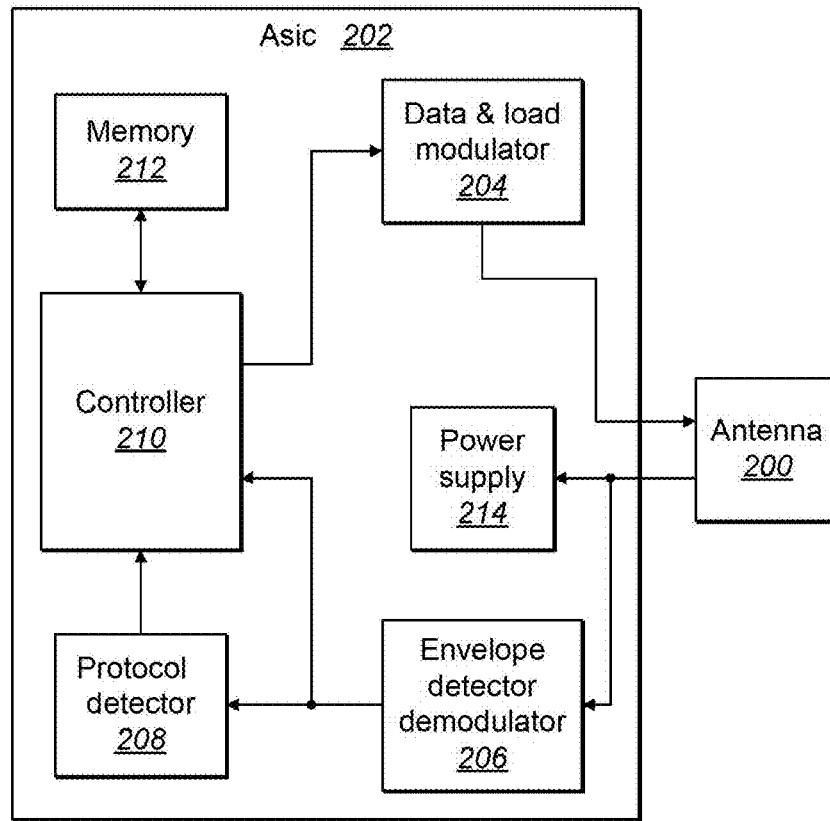 Asic 202
Memory
212
Data & load
modulator
204
Controller
210
Power
supply
214
Antenna
200
Protocol
detector
208
Envelope
detector
demodulator
206